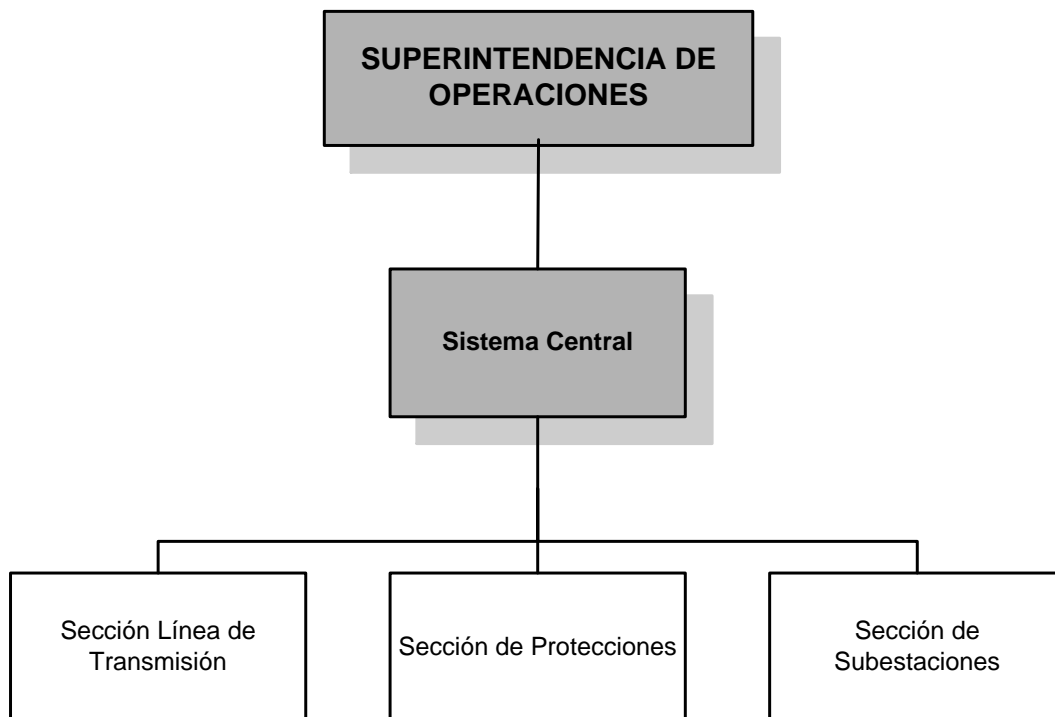 SUPERINTENDENCIA DE
OPERACIONES
Sistema Central
Sección Línea de
Transmisión
Sección de Protecciones
Sección de
Subestaciones